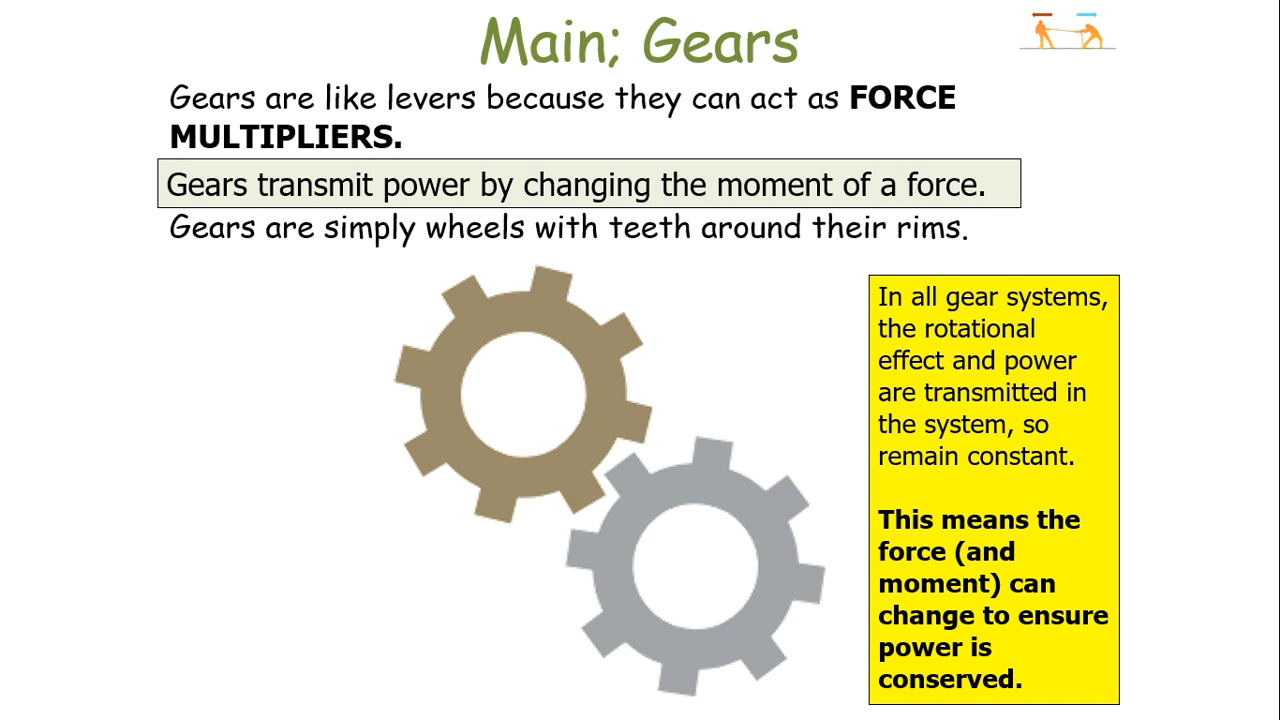 Main; Gears
Gears are like levers because they can act as FORCE
MULTIPLIERS.
Gears transmit power by changing the moment of a force.
Gears are simply wheels with teeth around their rims.
In all gear systems,
the rotational
effect and power
are transmitted in
the system, so
remain constant.
This means the
force (and
moment) can
change to ensure
power is
conserved.